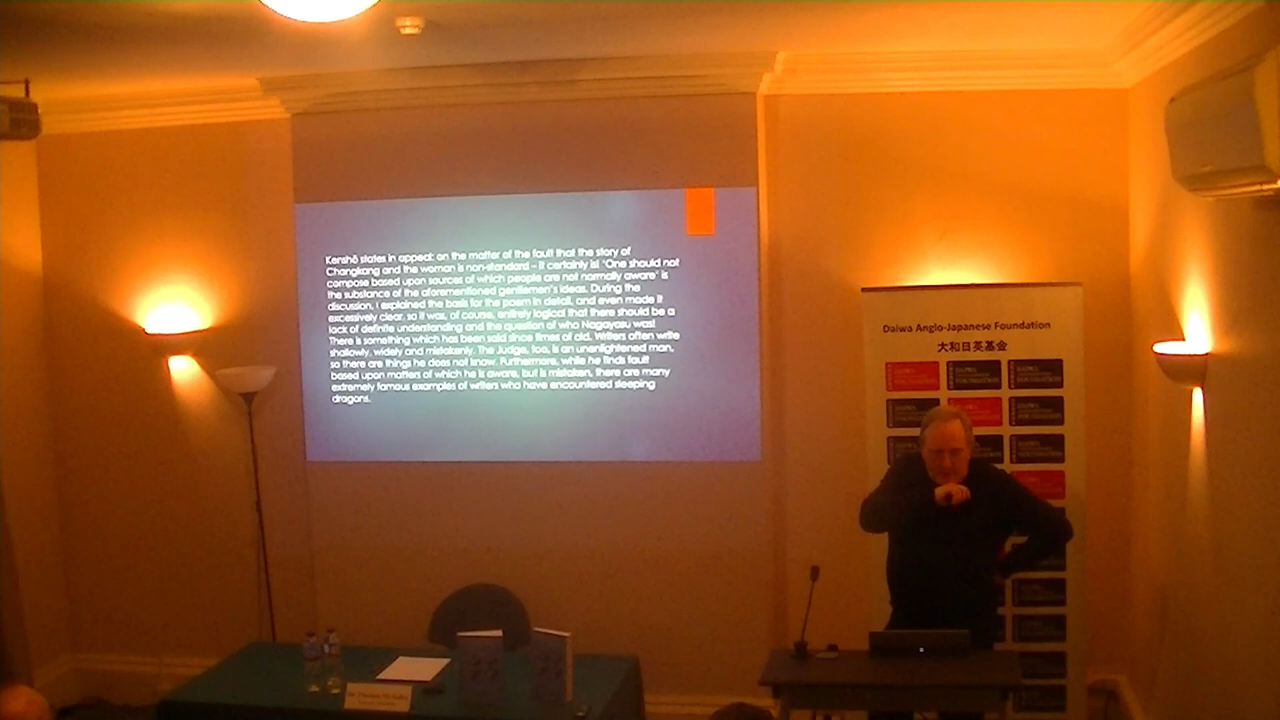 Kenshō states in appeal: on the matter of the fault that the story of
Changkang and the woman is non-standard – it certainly is! 'One should not
compose based upon sources of which people are not normally aware' is
the substance of the aforementioned gentlemen's ideas. During the
discussion, I explained the basis for the poem in detail, and even made it
excessively clear, so it was, of course, entirely logical that there should be a
lack of definite understanding and the question of who Nagayasu was!
There is something which has been said since times of old. Writers often write
shallowly, widely and mistakenly. The Judge, too, is an unenlightened man,
so there are things he does not know. Furthermore, while he finds fault
based upon matters of which he is aware, but is mistaken, there are many
extremely famous examples of writers who have encountered sleeping
dragons.
Daiwa Anglo-Japanese Foundation
大和日英基金